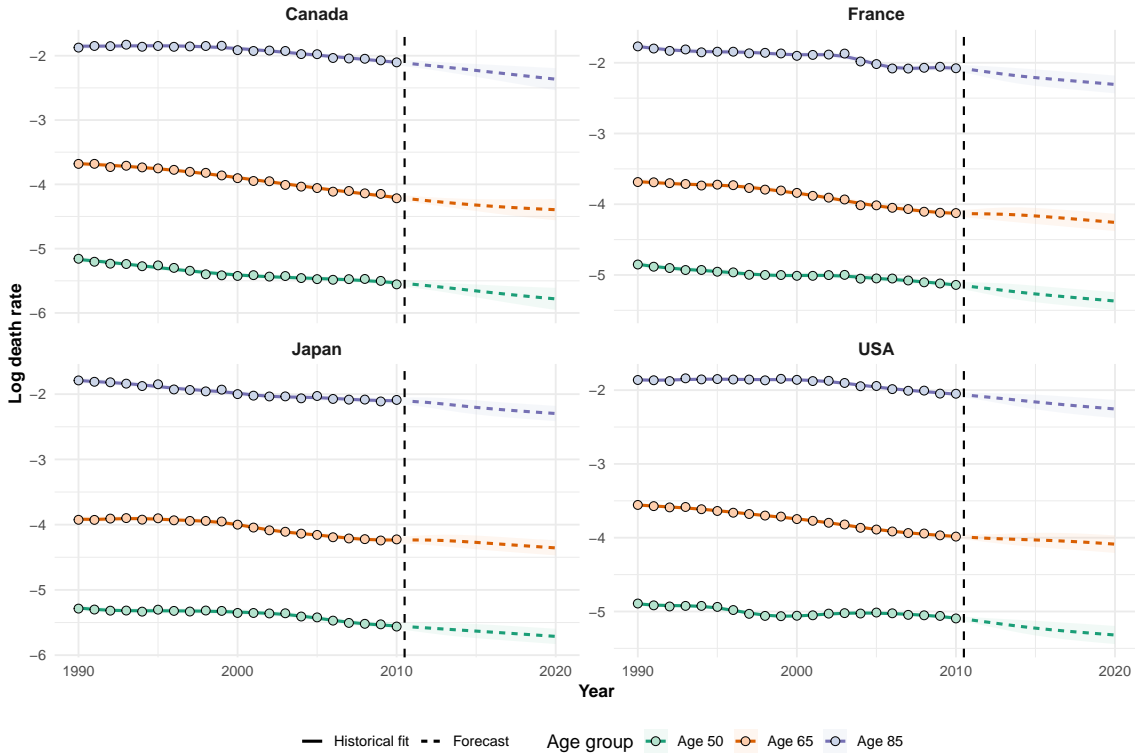 Canada
France
−2
−3
−4
−5
−6
−2
−3
−4
−5
Log death rate
Japan
USA
−2
−3
−4
−5
−6
−2
−3
−4
−5
1990
2000
2010
2020
1990
2000
2010
2020
Year
Historical fit
Forecast
Age group
Age 50
Age 65
Age 85